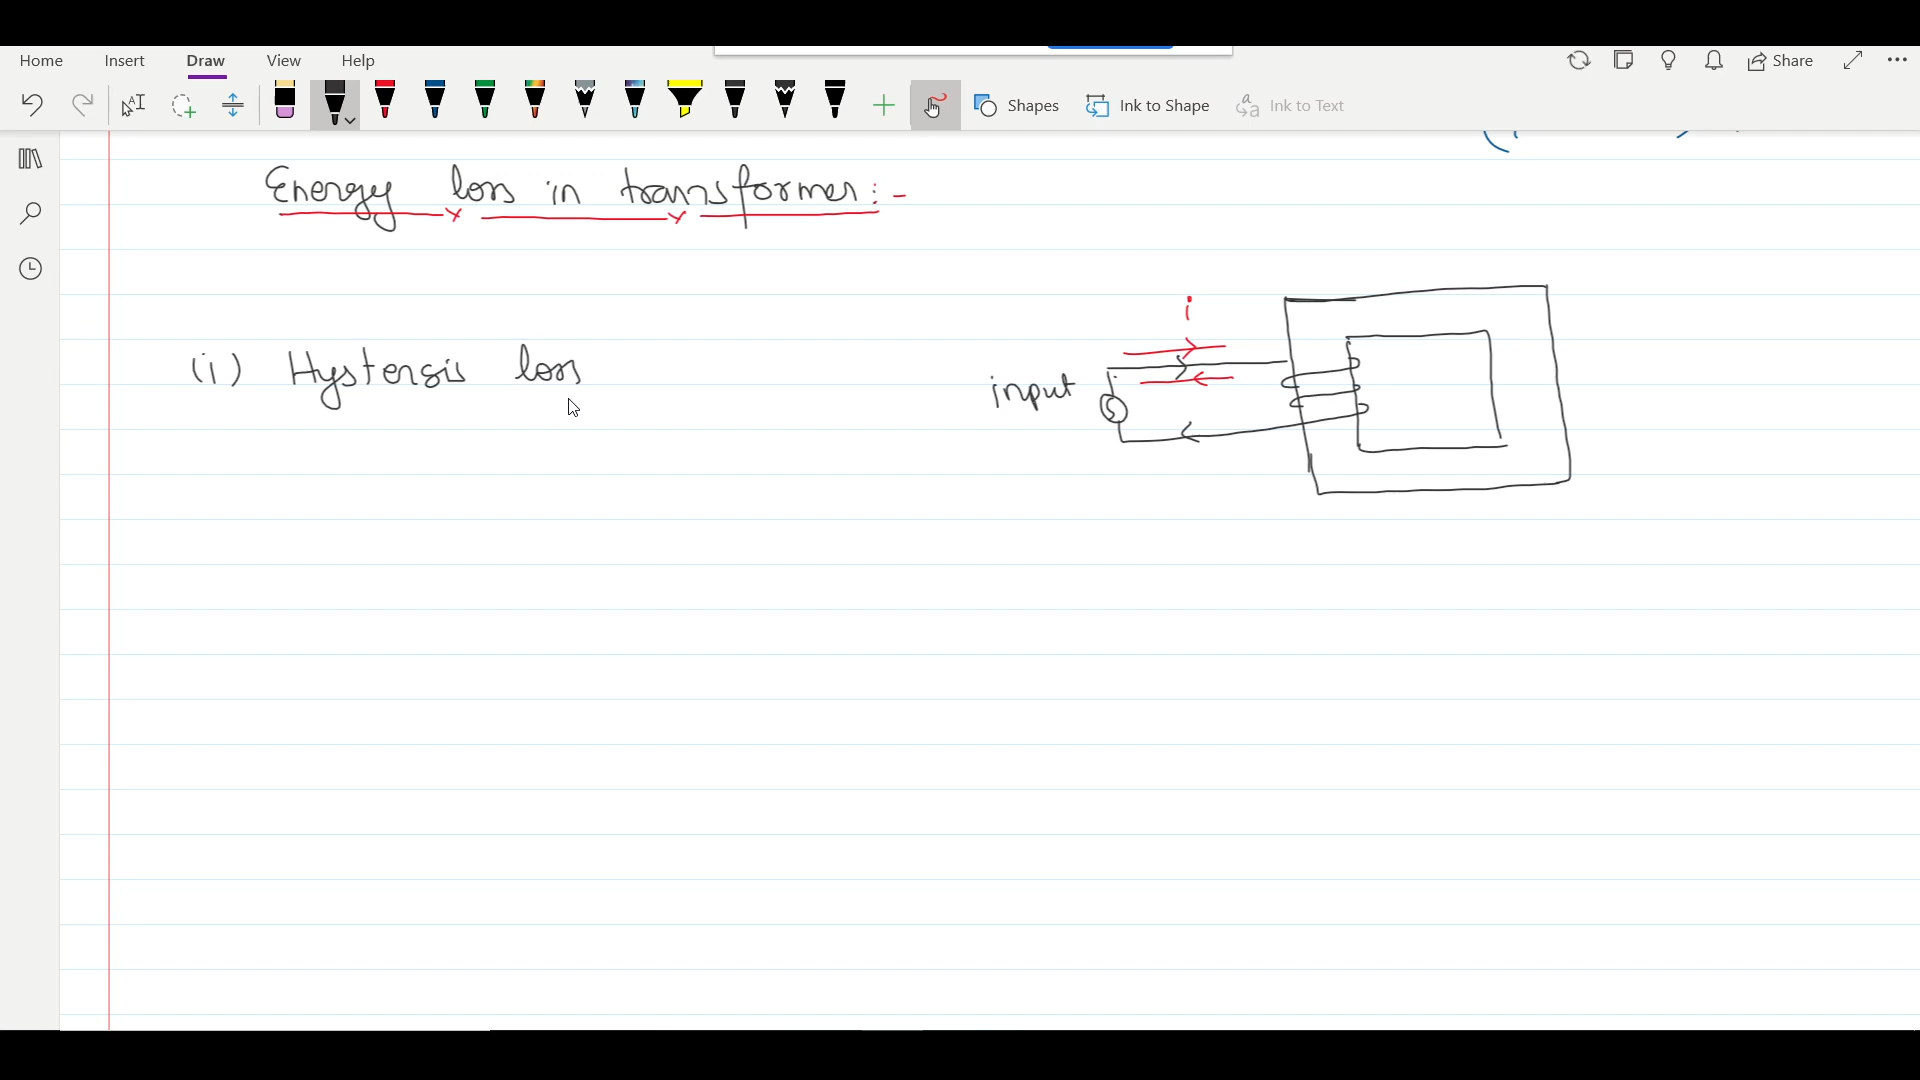 Home Insert Draw View Help Share
Shapes Ink to Shape Ink to Text
Energy loss in transformer :-
i
(i) Hystersis loss
input